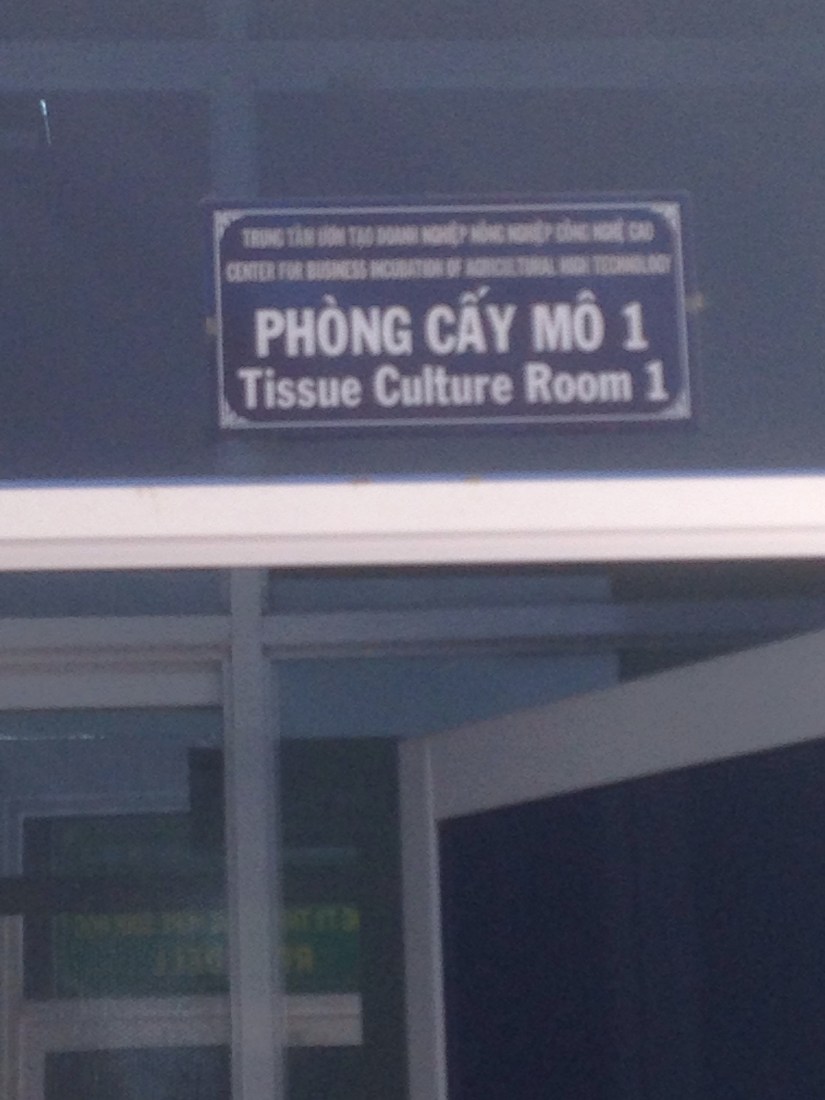 TRUNG TÂM ƯƠM TẠO DOANH NGHIỆP NÔNG NGHIỆP CÔNG NGHỆ CAO
CENTER FOR BUSINESS INCUBATION OF AGRICULTURAL HIGH TECHNOLOGY
PHÒNG CẤY MÔ 1
Tissue Culture Room 1